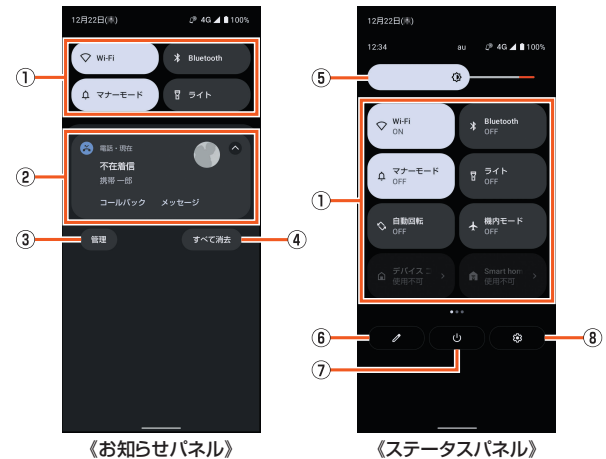 12月22日(木) 4G 100%
Wi-Fi Bluetooth
マナーモード ライト
電話・現在
不在着信
携帯 一郎
コールバック メッセージ
管理 すべて消去
①
②
③
④
《お知らせパネル》
12月22日(木)
12:34 au 4G 100%
Wi-Fi
ON
Bluetooth
OFF
マナーモード
OFF
ライト
OFF
自動回転
OFF
機内モード
OFF
デバイス コ
使用不可
Smart hom
使用不可
⑤
①
⑥
⑦
⑧
《ステータスパネル》